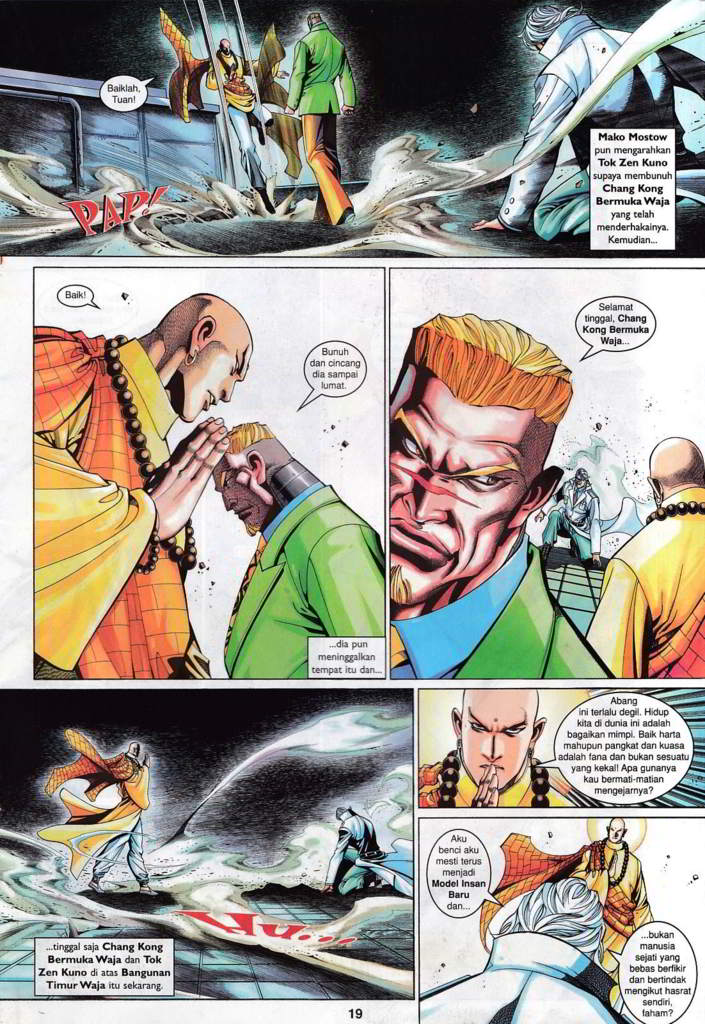 Baiklah,
Tuan!
PAP!
Mako Mostow
pun mengarahkan
Tok Zen Kuno
supaya membunuh
Chang Kong
Bermuka Waja
yang telah
menderhakainya.
Kemudian...
Baik!
Bunuh
dan cincang
dia sampai
lumat.
...dia pun
meninggalkan
tempat itu dan...
Selamat
tinggal, Chang
Kong Bermuka
Waja...
Hu...
...tinggal saja Chang Kong
Bermuka Waja dan Tok
Zen Kuno di atas Bangunan
Timur Waja itu sekarang.
Abang
ini terlalu degil. Hidup
kita di dunia ini adalah
bagaikan mimpi. Baik harta
mahupun pangkat dan kuasa
adalah fana dan bukan sesuatu
yang kekal! Apa gunanya
kau bermati-matian
mengejarnya?
Aku
benci aku
mesti terus
menjadi
Model Insan
Baru
dan...
...bukan
manusia
sejati yang
bebas berfikir
dan bertindak
mengikut hasrat
sendiri,
faham?
19